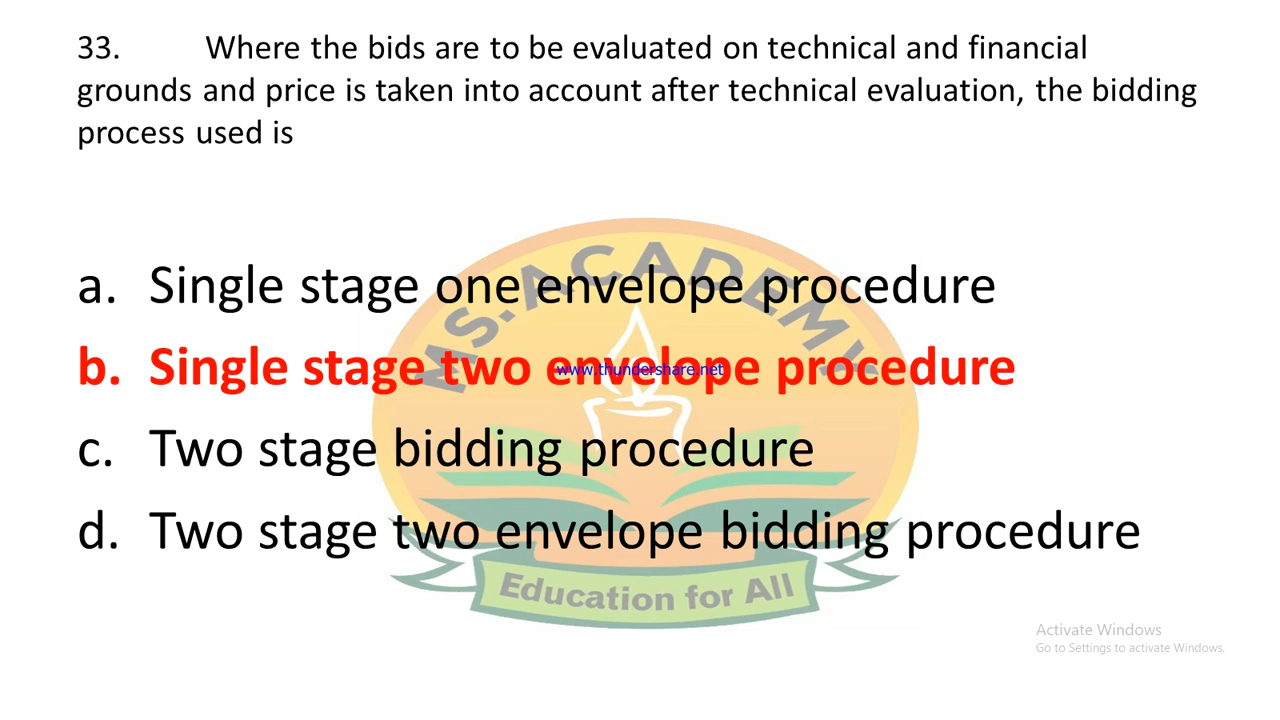 33. Where the bids are to be evaluated on technical and financial
grounds and price is taken into account after technical evaluation, the bidding
process used is
MS.ACADEMY
a. Single stage one envelope procedure
b. Single stage two envelope procedure
www.thundershare.net
c. Two stage bidding procedure
d. Two stage two envelope bidding procedure
Education for All
Activate Windows
Go to Settings to activate Windows.